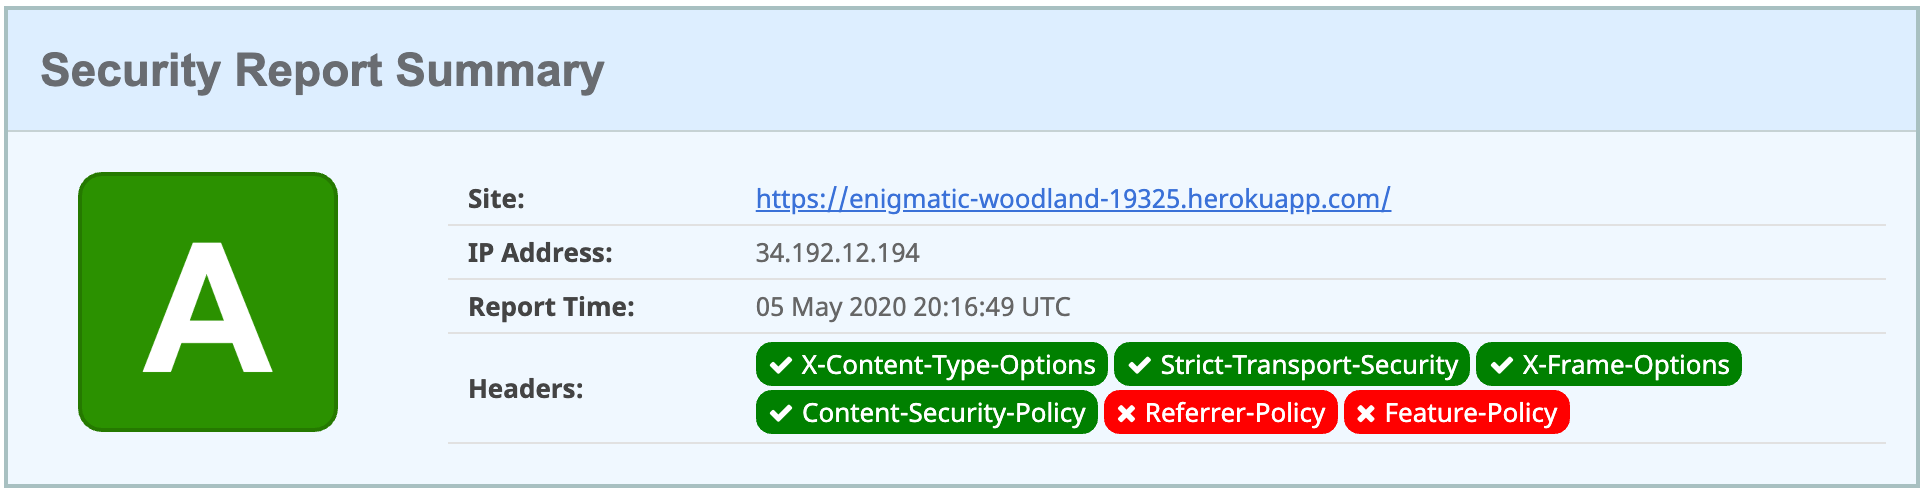 Security Report Summary
A
Site: https://enigmatic-woodland-19325.herokuapp.com/
IP Address: 34.192.12.194
Report Time: 05 May 2020 20:16:49 UTC
Headers: X-Content-Type-Options Strict-Transport-Security X-Frame-Options
Content-Security-Policy Referrer-Policy Feature-Policy